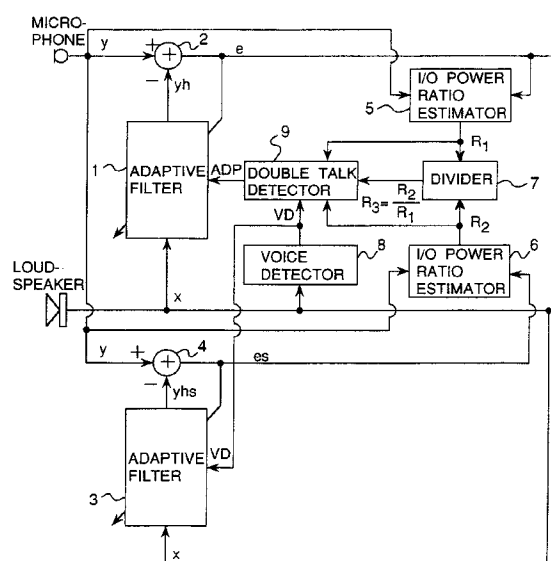 MICRO-
PHONE
y
+
2
e
−
yh
I/O POWER
RATIO
ESTIMATOR
5
R1
9
1
ADAPTIVE
FILTER
ADP
DOUBLE TALK
DETECTOR
R3=R2/R1
DIVIDER
7
VD
R2
8
VOICE
DETECTOR
I/O POWER
RATIO
ESTIMATOR
6
LOUD-
SPEAKER
x
y
+
4
es
−
yhs
ADAPTIVE
FILTER
VD
3
x